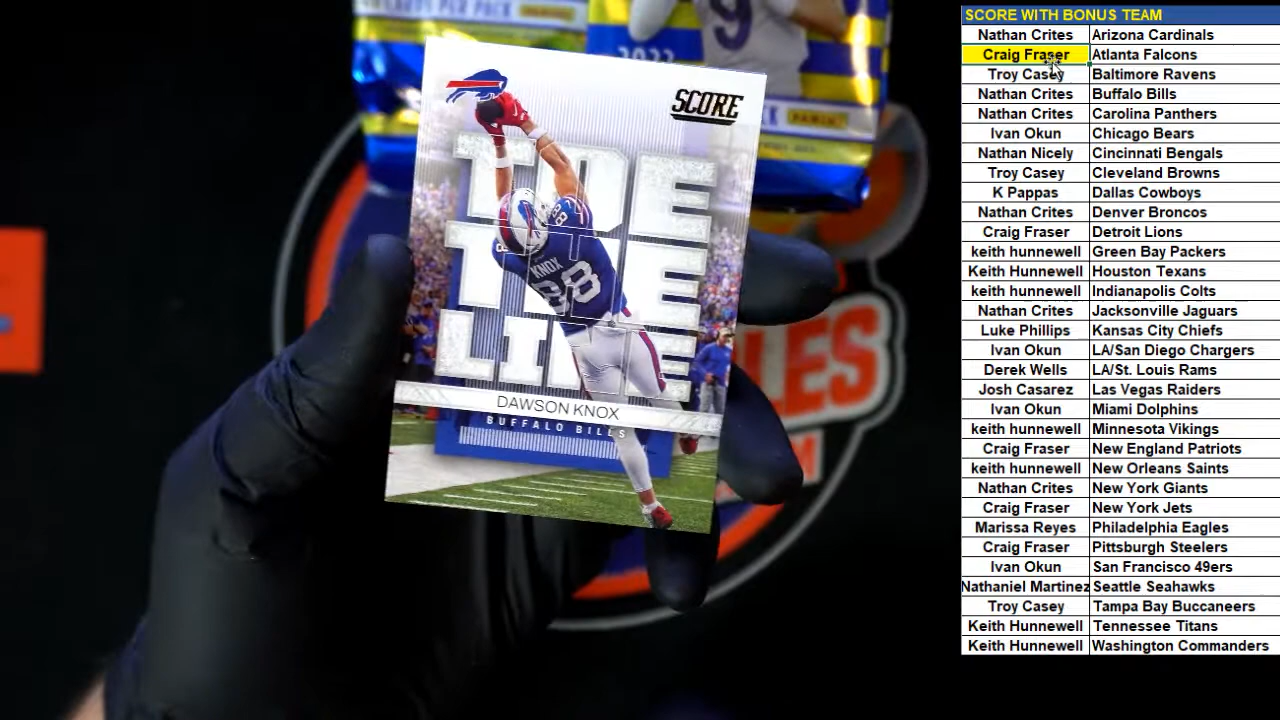 CARDS PER PACK PANINI
9
2022
PANINI
SCORE
TOE
THE
LINE
88
KNOX
88
DAWSON KNOX
BUFFALO BILLS
LES
SCORE WITH BONUS TEAM
Nathan Crites Arizona Cardinals
Craig Fraser Atlanta Falcons
Troy Casey Baltimore Ravens
Nathan Crites Buffalo Bills
Nathan Crites Carolina Panthers
Ivan Okun Chicago Bears
Nathan Nicely Cincinnati Bengals
Troy Casey Cleveland Browns
K Pappas Dallas Cowboys
Nathan Crites Denver Broncos
Craig Fraser Detroit Lions
keith hunnewell Green Bay Packers
Keith Hunnewell Houston Texans
keith hunnewell Indianapolis Colts
Nathan Crites Jacksonville Jaguars
Luke Phillips Kansas City Chiefs
Ivan Okun LA/San Diego Chargers
Derek Wells LA/St. Louis Rams
Josh Casarez Las Vegas Raiders
Ivan Okun Miami Dolphins
keith hunnewell Minnesota Vikings
Craig Fraser New England Patriots
keith hunnewell New Orleans Saints
Nathan Crites New York Giants
Craig Fraser New York Jets
Marissa Reyes Philadelphia Eagles
Craig Fraser Pittsburgh Steelers
Ivan Okun San Francisco 49ers
Nathaniel Martinez Seattle Seahawks
Troy Casey Tampa Bay Buccaneers
Keith Hunnewell Tennessee Titans
Keith Hunnewell Washington Commanders